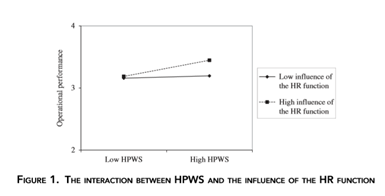 4
3
2
Operational performance
Low HPWS
High HPWS
Low influence of
the HR function
High influence of
the HR function
FIGURE 1. THE INTERACTION BETWEEN HPWS AND THE INFLUENCE OF THE HR FUNCTION